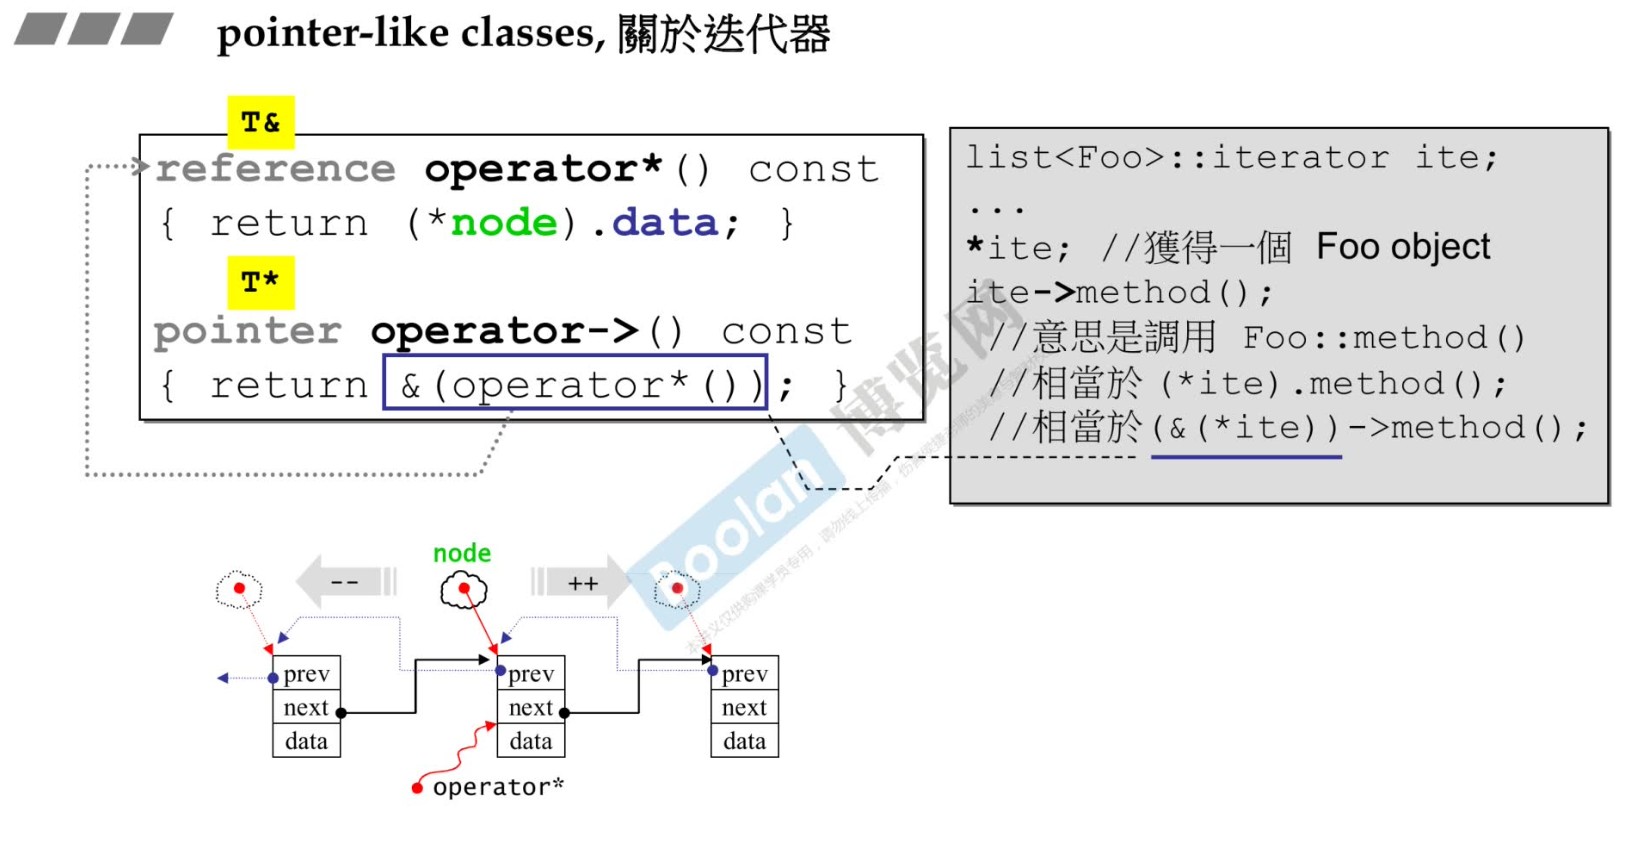 pointer-like classes, 關於迭代器
T&
reference operator*() const
{ return (*node).data; }
T*
pointer operator->() const
{ return &(operator*()); }
list<Foo>::iterator ite;
...
*ite; //獲得一個 Foo object
ite->method();
//意思是調用 Foo::method()
//相當於 (*ite).method();
//相當於(&(*ite))->method();
Boolan 博览网
node
-- ++
prev prev prev
next next next
data data data
operator*